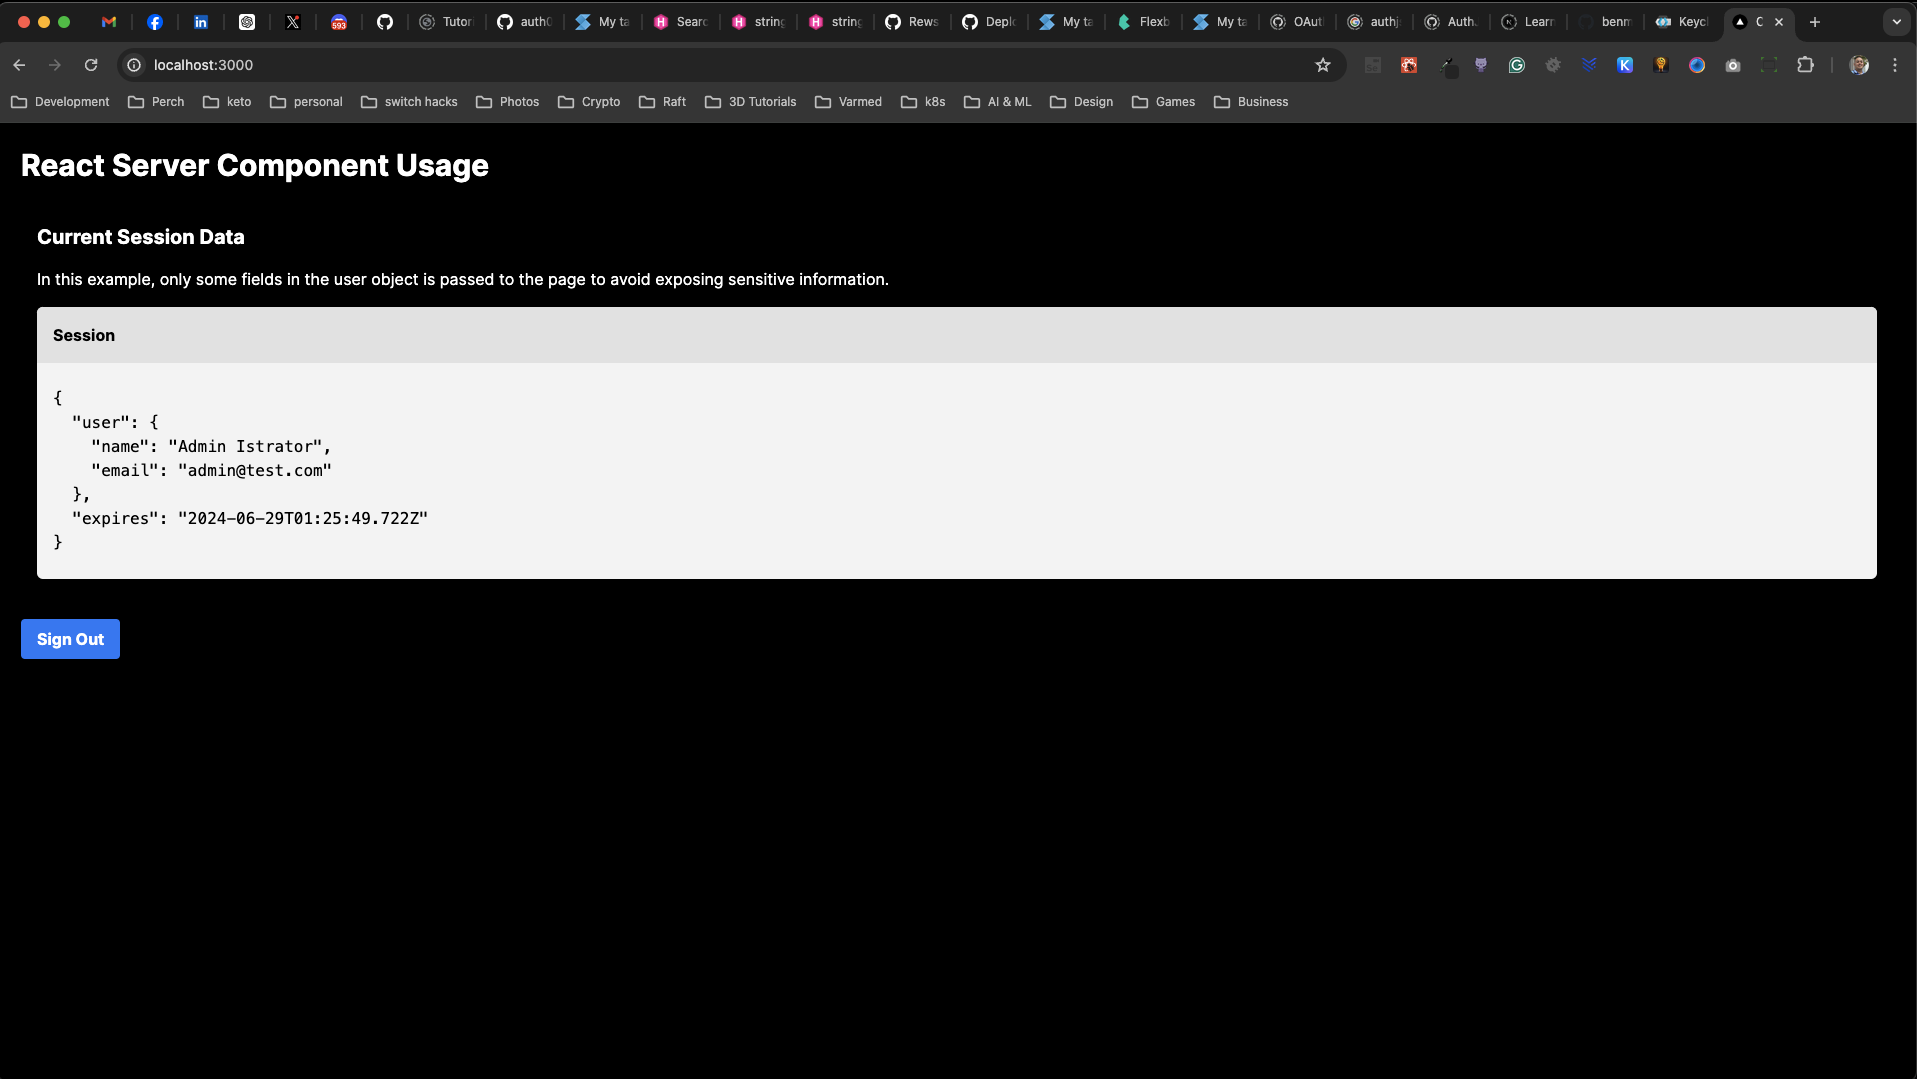 593
Tutor
auth0
My ta
Searc
string
string
Rews
Deplo
My ta
Flexb
My ta
OAut
authj
Auth.
Learn
benm
Keycl
C
localhost:3000
Development
Perch
keto
personal
switch hacks
Photos
Crypto
Raft
3D Tutorials
Varmed
k8s
AI & ML
Design
Games
Business
React Server Component Usage
Current Session Data
In this example, only some fields in the user object is passed to the page to avoid exposing sensitive information.
Session
{
"user": {
"name": "Admin Istrator",
"email": "admin@test.com"
},
"expires": "2024-06-29T01:25:49.722Z"
}
Sign Out